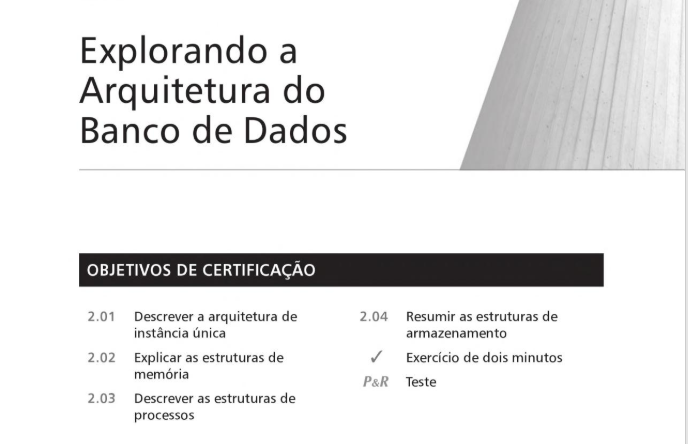 Explorando a
Arquitetura do
Banco de Dados
OBJETIVOS DE CERTIFICAÇÃO
2.01 Descrever a arquitetura de
instância única
2.02 Explicar as estruturas de
memória
2.03 Descrever as estruturas de
processos
2.04 Resumir as estruturas de
armazenamento
✓ Exercício de dois minutos
P&R Teste